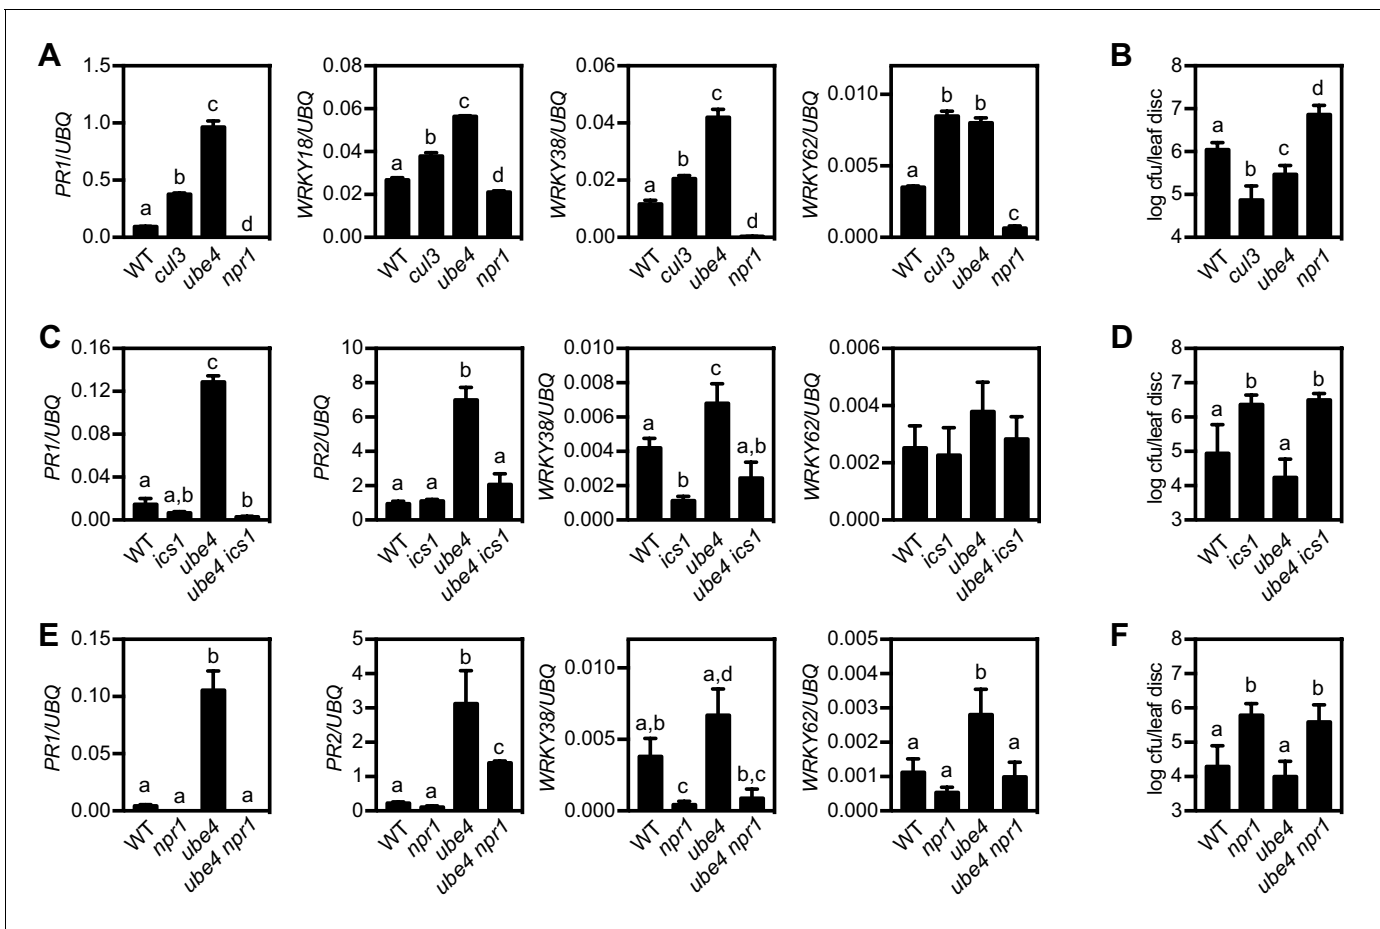 A
PR1/UBQ
1.5
1.0
0.5
0.0
a
b
c
d
WT
cul3
ube4
npr1
WRKY18/UBQ
0.08
0.06
0.04
0.02
0.00
a
b
c
d
WT
cul3
ube4
npr1
WRKY38/UBQ
0.06
0.04
0.02
0.00
a
b
c
d
WT
cul3
ube4
npr1
WRKY62/UBQ
0.010
0.005
0.000
a
b
b
c
WT
cul3
ube4
npr1
B
log cfu/leaf disc
8
7
6
5
4
a
b
c
d
WT
cul3
ube4
npr1
C
PR1/UBQ
0.16
0.12
0.08
0.04
0.00
a
a,b
c
b
WT
ics1
ube4
ube4 ics1
PR2/UBQ
10
8
6
4
2
0
a
a
b
a
WT
ics1
ube4
ube4 ics1
WRKY38/UBQ
0.010
0.008
0.006
0.004
0.002
0.000
a
b
c
a,b
WT
ics1
ube4
ube4 ics1
WRKY62/UBQ
0.006
0.004
0.002
0.000
WT
ics1
ube4
ube4 ics1
D
log cfu/leaf disc
8
7
6
5
4
3
a
b
a
b
WT
ics1
ube4
ube4 ics1
E
PR1/UBQ
0.15
0.10
0.05
0.00
a
a
b
a
WT
npr1
ube4
ube4 npr1
PR2/UBQ
5
4
3
2
1
0
a
a
b
c
WT
npr1
ube4
ube4 npr1
WRKY38/UBQ
0.010
0.005
0.000
a,b
c
a,d
b,c
WT
npr1
ube4
ube4 npr1
WRKY62/UBQ
0.005
0.004
0.003
0.002
0.001
0.000
a
a
b
a
WT
npr1
ube4
ube4 npr1
F
log cfu/leaf disc
8
7
6
5
4
3
a
b
a
b
WT
npr1
ube4
ube4 npr1